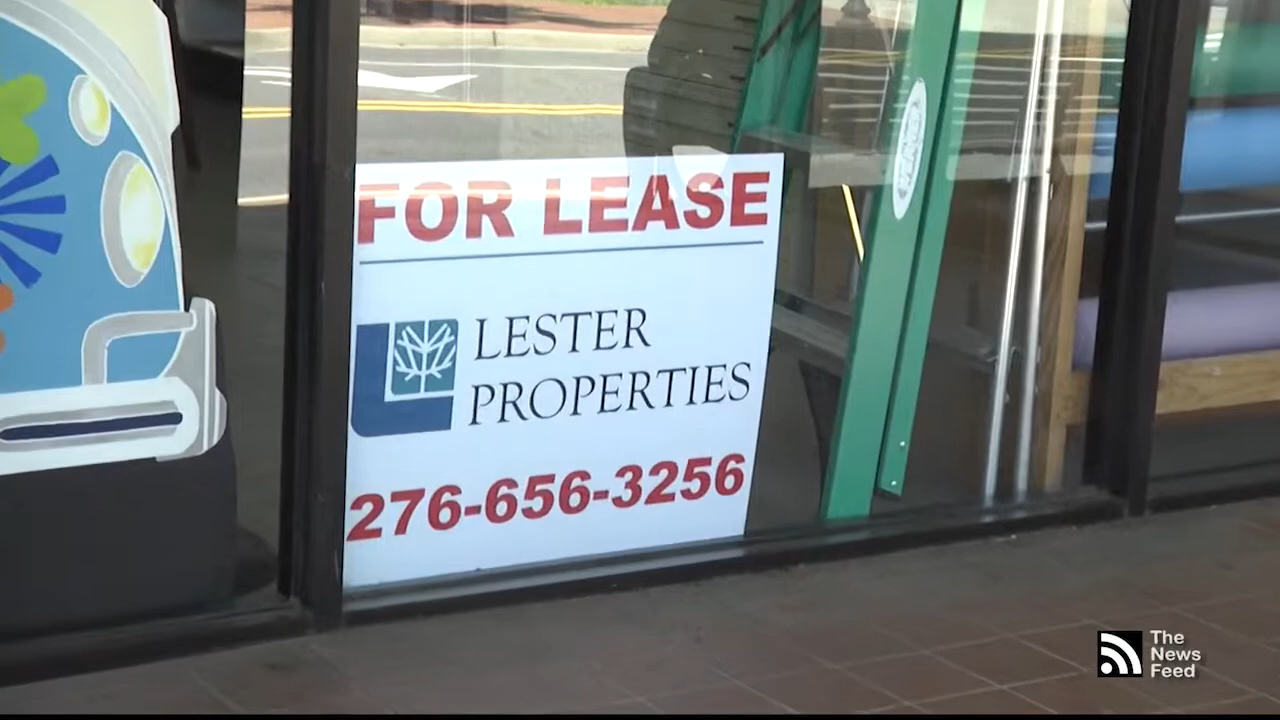 FOR LEASE
LESTER
PROPERTIES
276-656-3256
The
News
Feed